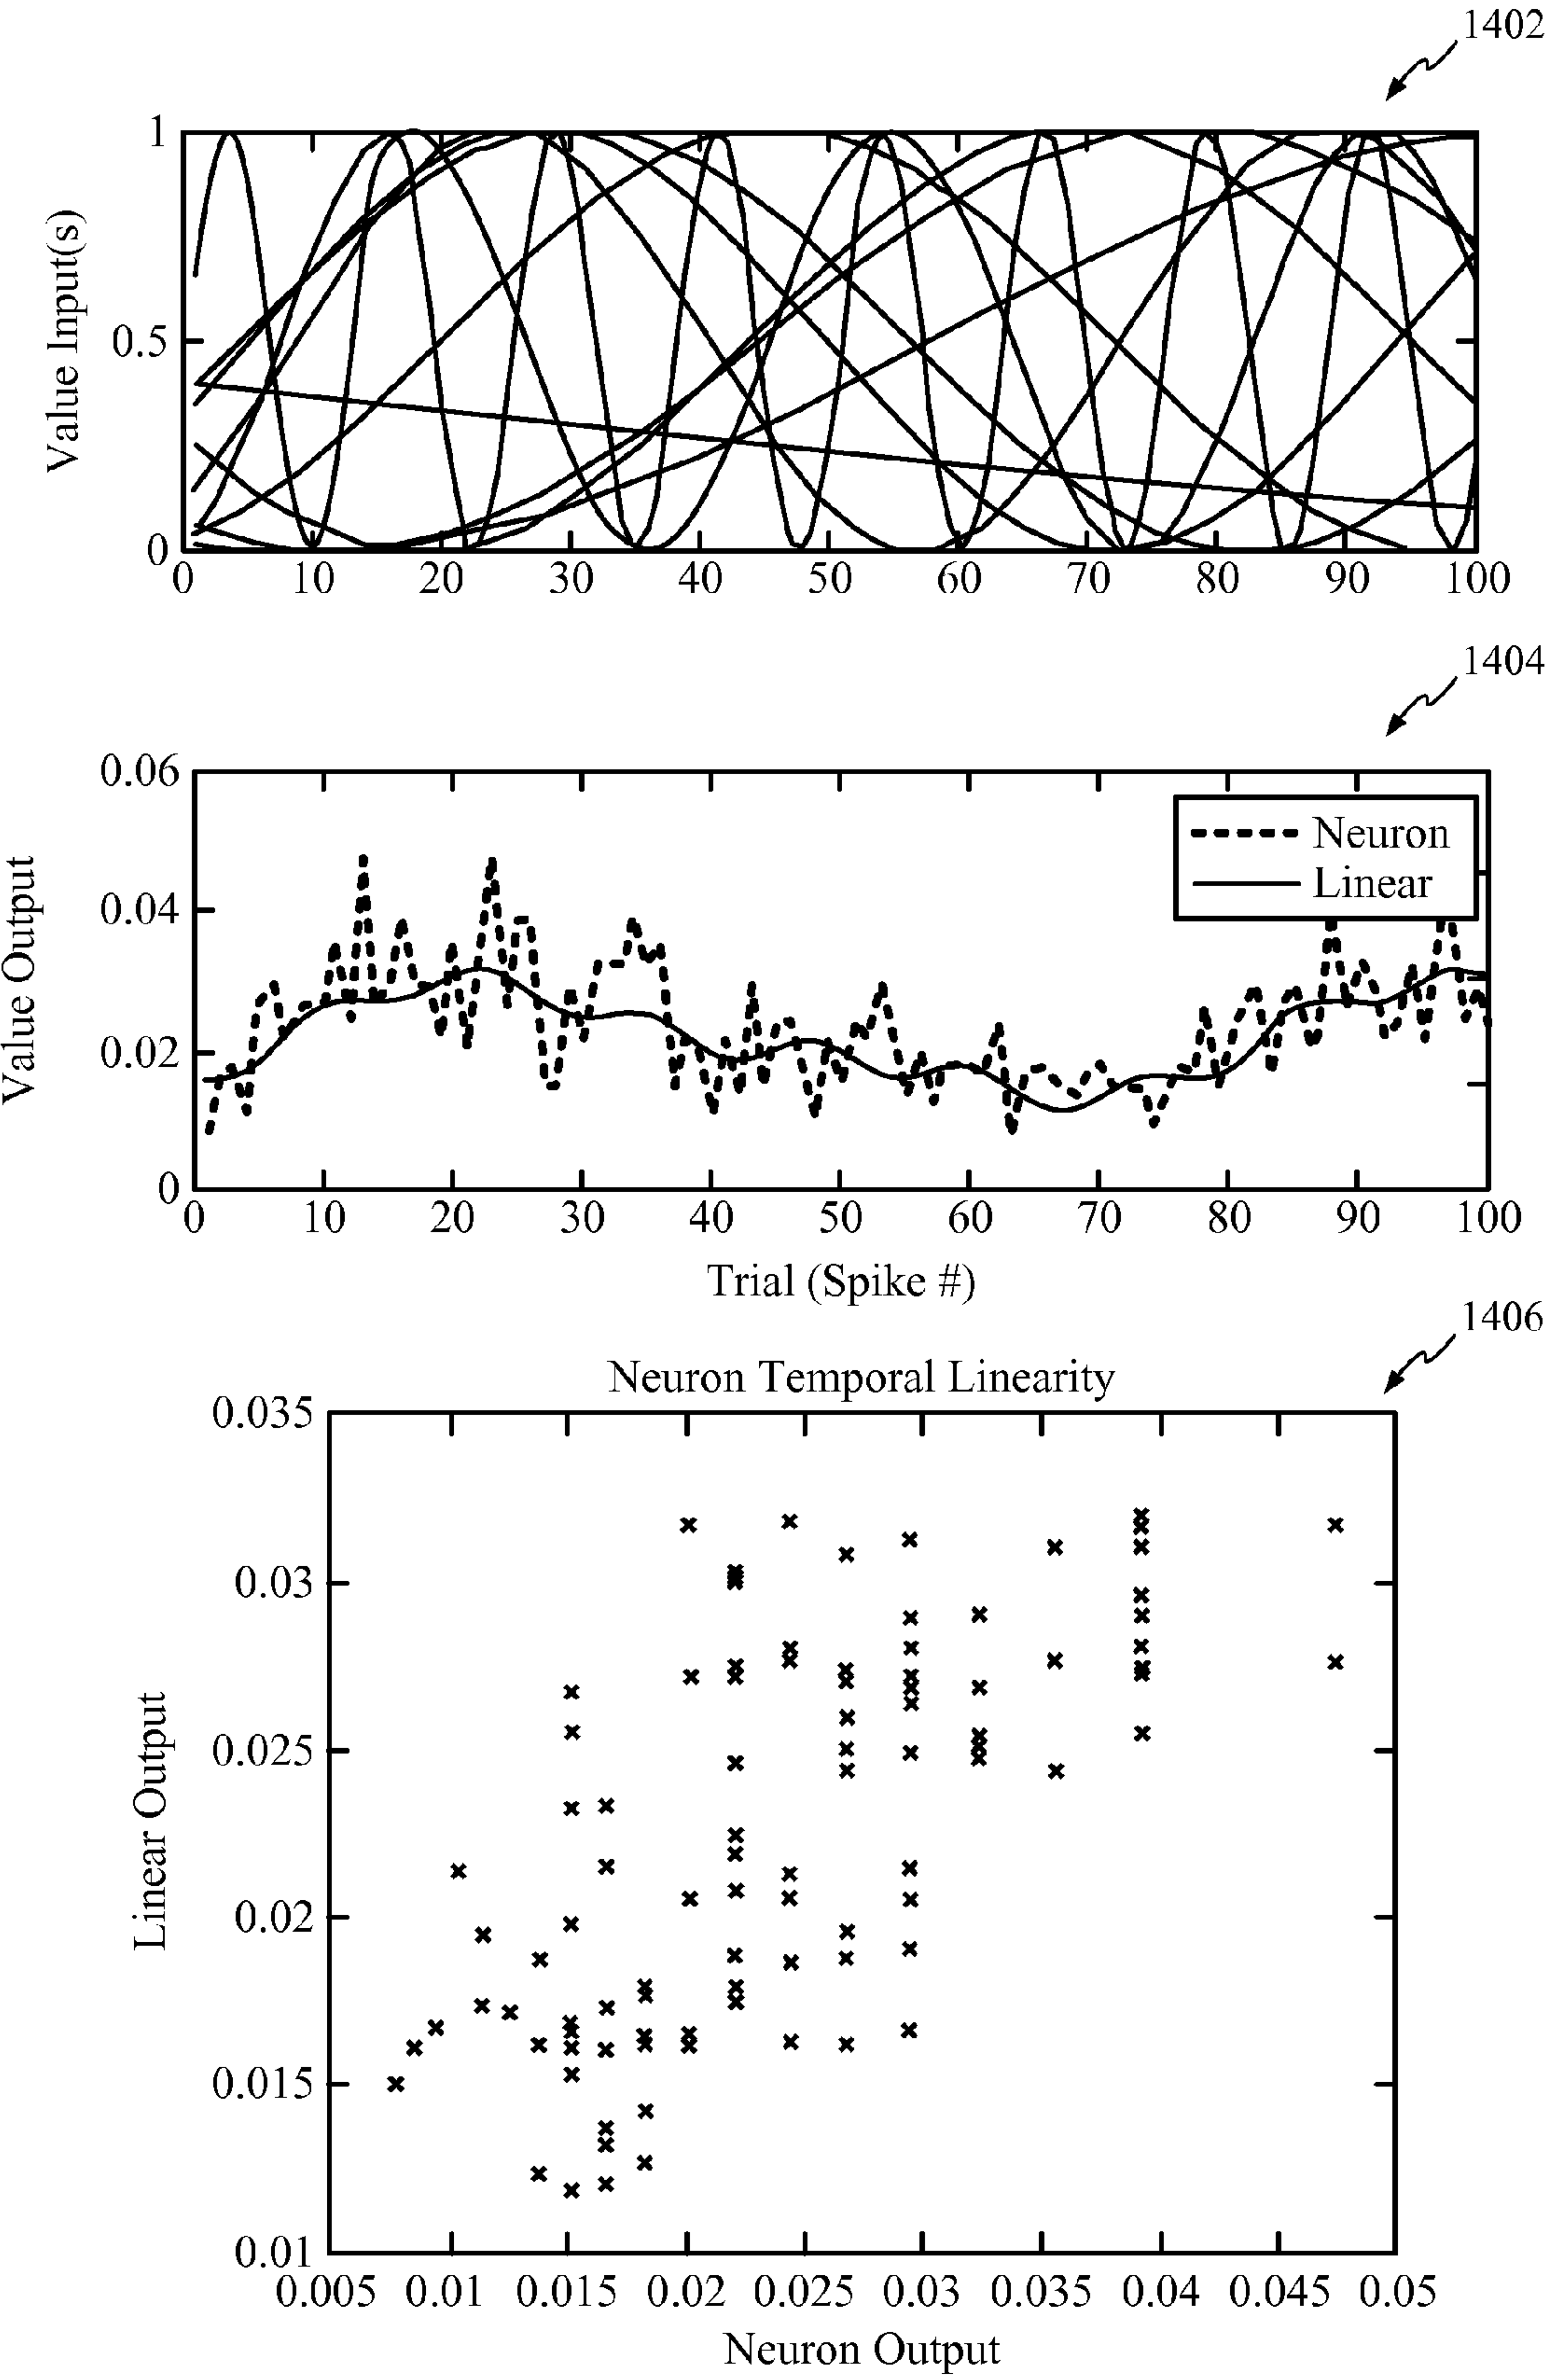 1402
Value Input(s)
1
0.5
0
0 10 20 30 40 50 60 70 80 90 100
1404
Value Output
0.06
0.04
0.02
0
Neuron
Linear
0 10 20 30 40 50 60 70 80 90 100
Trial (Spike #)
1406
Neuron Temporal Linearity
Linear Output
0.035
0.03
0.025
0.02
0.015
0.01
0.005 0.01 0.015 0.02 0.025 0.03 0.035 0.04 0.045 0.05
Neuron Output